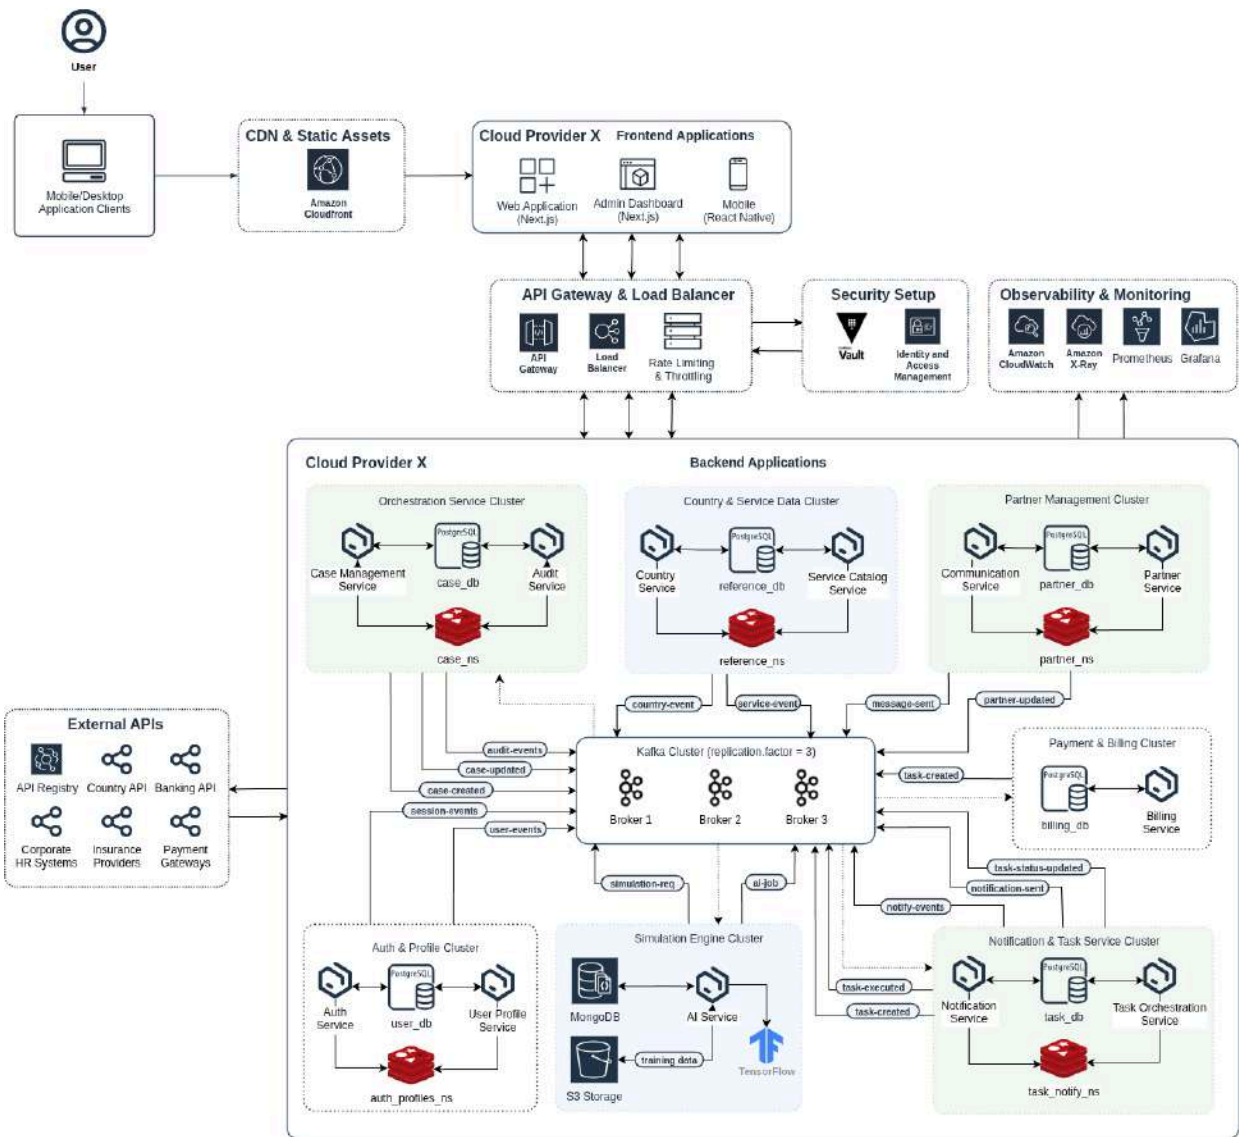 User
Mobile/Desktop
Application Clients
CDN & Static Assets
Amazon
Cloudfront
Cloud Provider X
Frontend Applications
Web Application
(Next.js)
Admin Dashboard
(Next.js)
Mobile
(React Native)
API Gateway & Load Balancer
API
Gateway
Load
Balancer
Rate Limiting
& Throttling
Security Setup
Vault
Identity and
Access
Management
Observability & Monitoring
Amazon
CloudWatch
Amazon
X-Ray
Prometheus
Grafana
Cloud Provider X
Backend Applications
Orchestration Service Cluster
PostgreSQL
Case Management
Service
case_db
Audit
Service
case_ns
Country & Service Data Cluster
PostgreSQL
Country
Service
reference_db
Service Catalog
Service
reference_ns
Partner Management Cluster
PostgreSQL
Communication
Service
partner_db
Partner
Service
partner_ns
country-event
service-event
message-sent
partner-updated
audit-events
case-updated
case-created
session-events
user-events
Kafka Cluster (replication.factor = 3)
Broker 1
Broker 2
Broker 3
task-created
Payment & Billing Cluster
PostgreSQL
billing_db
Billing
Service
External APIs
API Registry
Country API
Banking API
Corporate
HR Systems
Insurance
Providers
Payment
Gateways
simulation-req
ai-job
task-status-updated
notification-sent
notify-events
task-executed
task-created
Auth & Profile Cluster
PostgreSQL
Auth
Service
user_db
User Profile
Service
auth_profiles_ns
Simulation Engine Cluster
MongoDB
AI Service
training data
S3 Storage
TensorFlow
Notification & Task Service Cluster
PostgreSQL
Notification
Service
task_db
Task Orchestration
Service
task_notify_ns